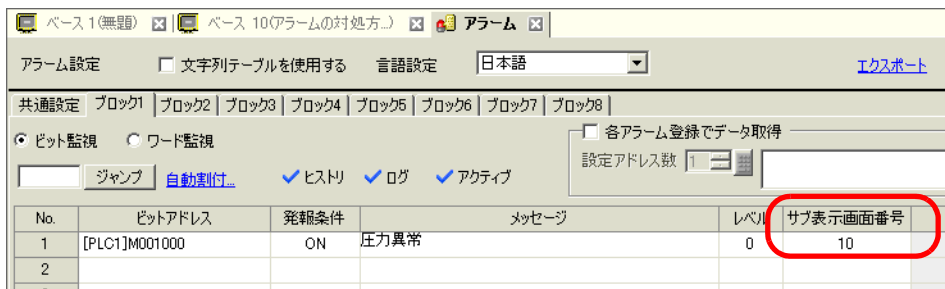 ベース 1(無題) ベース 10(アラームの対処方...) アラーム
アラーム設定 文字列テーブルを使用する 言語設定 日本語 エクスポート
共通設定 ブロック1 ブロック2 ブロック3 ブロック4 ブロック5 ブロック6 ブロック7 ブロック8
ビット監視 ワード監視 各アラーム登録でデータ取得
設定アドレス数 1
ジャンプ 自動割付... ヒストリ ログ アクティブ
No. ビットアドレス 発報条件 メッセージ レベル サブ表示画面番号
1 [PLC1]M001000 ON 圧力異常 0 10
2